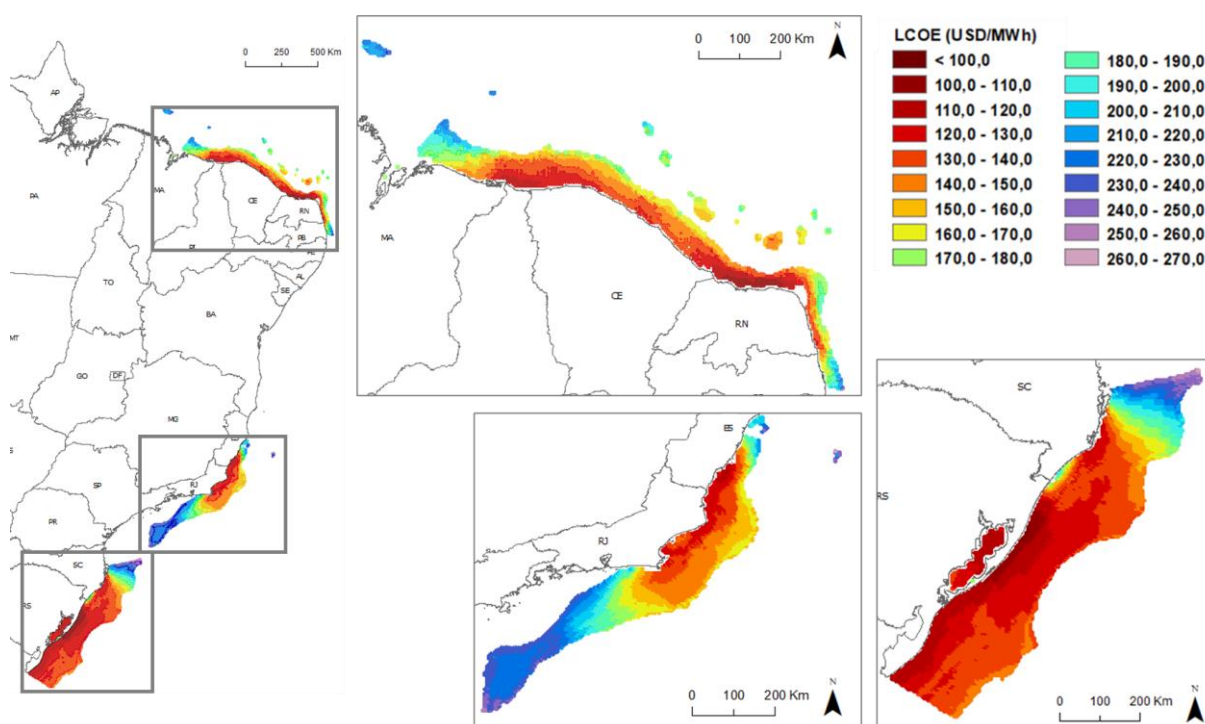 0 250 500 Km
AP
PA
MA
CE
RN
PB
AL
SE
TO
BA
MT
GO
DF
MG
SP
RJ
PR
SC
RS
N
0 100 200 Km
MA
CE
RN
LCOE (USD/MWh)
< 100,0
100,0 - 110,0
110,0 - 120,0
120,0 - 130,0
130,0 - 140,0
140,0 - 150,0
150,0 - 160,0
160,0 - 170,0
170,0 - 180,0
180,0 - 190,0
190,0 - 200,0
200,0 - 210,0
210,0 - 220,0
220,0 - 230,0
230,0 - 240,0
240,0 - 250,0
250,0 - 260,0
260,0 - 270,0
ES
RJ
N
0 100 200 Km
SC
RS
N
0 100 200 Km